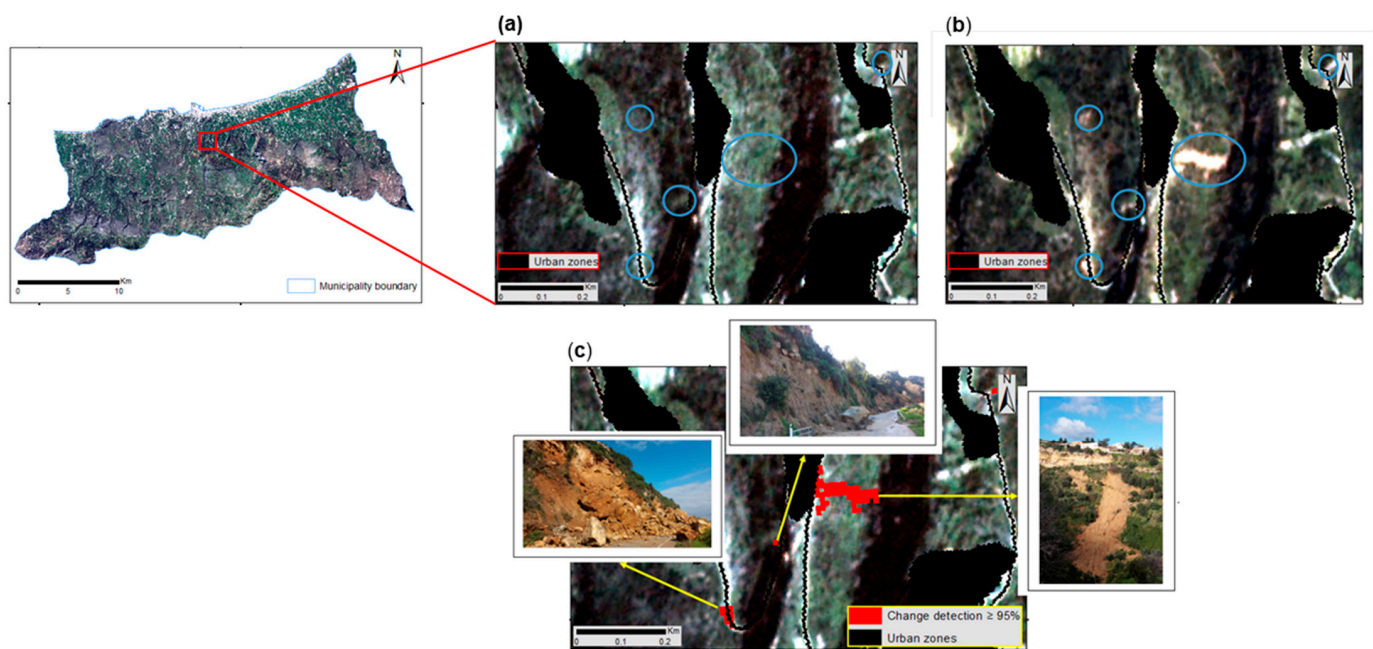 N
Km
0 5 10
Municipality boundary
(a)
N
Urban zones
Km
0 0.1 0.2
(b)
N
Urban zones
Km
0 0.1 0.2
(c)
N
Change detection ≥ 95%
Urban zones
Km
0 0.1 0.2